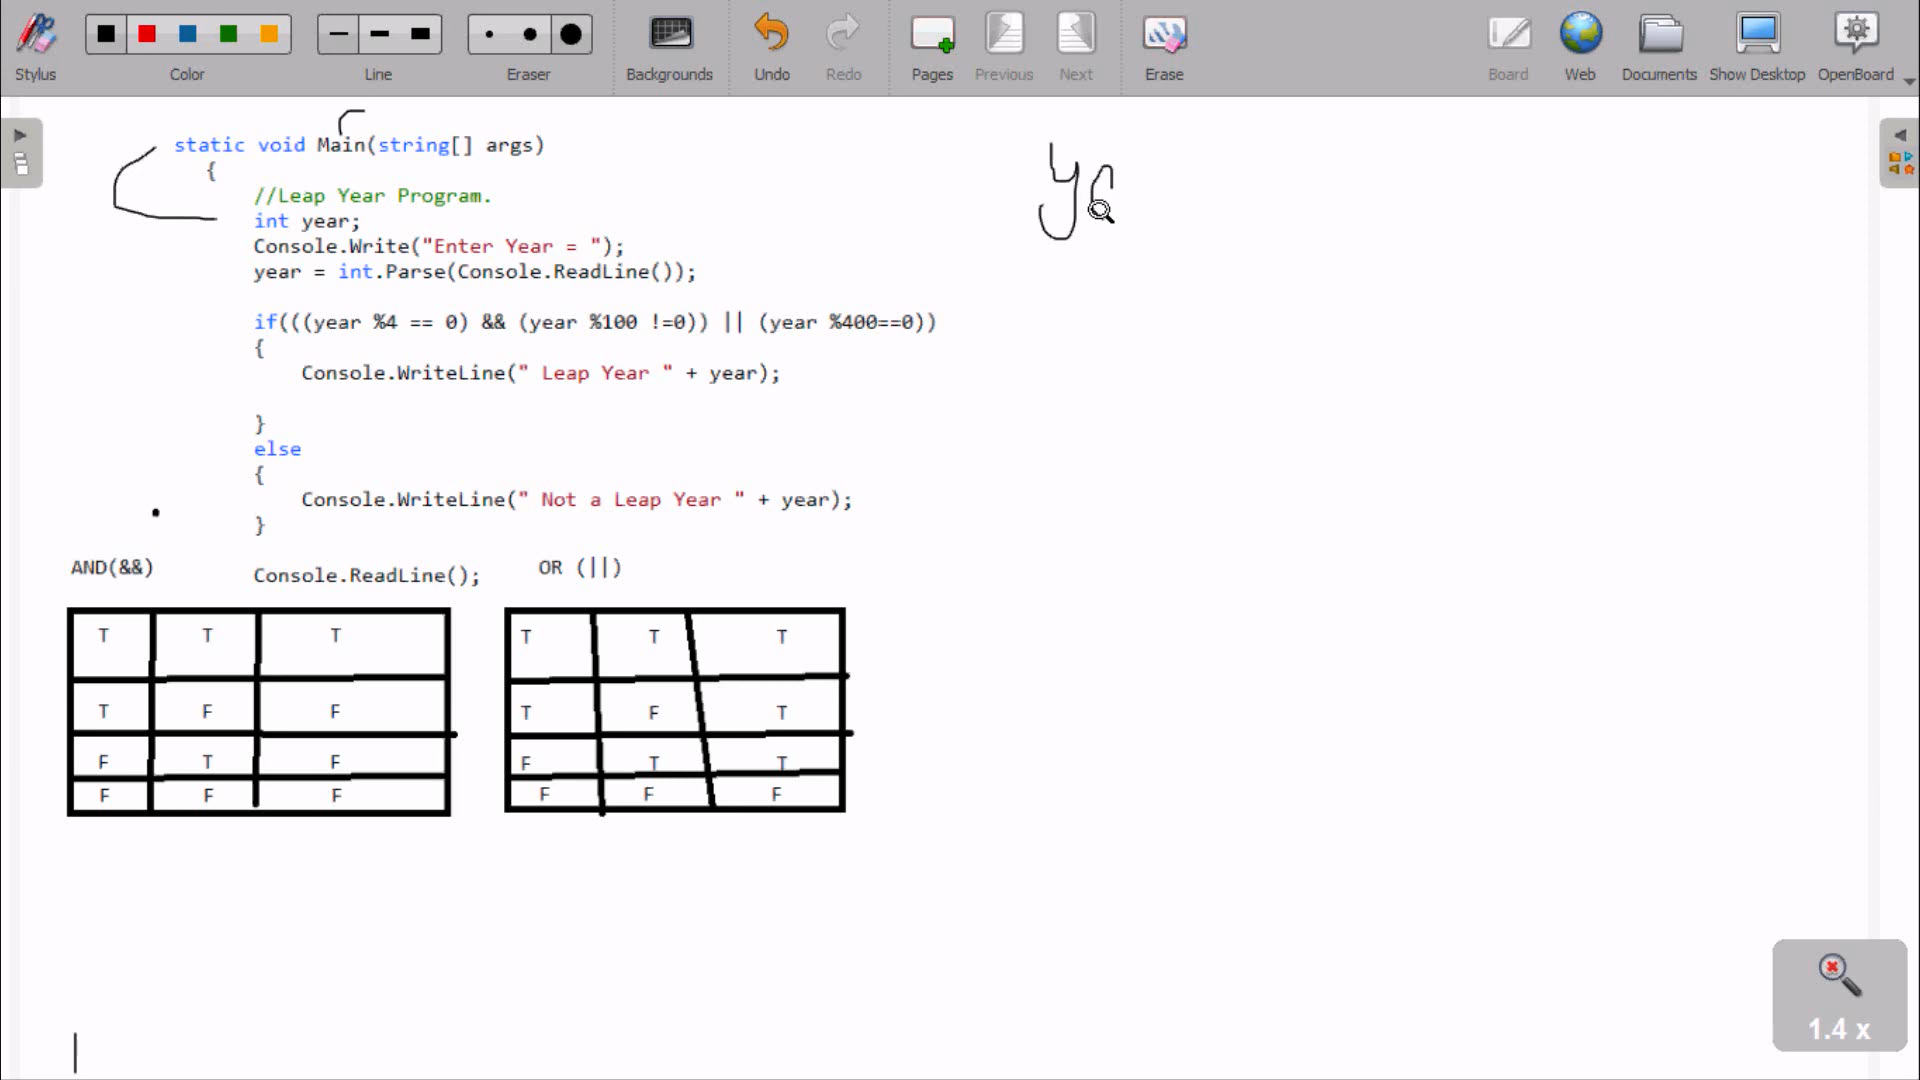 Stylus Color Line Eraser Backgrounds Undo Redo Pages Previous Next Erase Board Web Documents Show Desktop OpenBoard
static void Main(string[] args)
{
//Leap Year Program.
int year;
Console.Write("Enter Year = ");
year = int.Parse(Console.ReadLine());
if(((year %4 == 0) && (year %100 !=0)) || (year %400==0))
{
Console.WriteLine(" Leap Year " + year);
}
else
{
Console.WriteLine(" Not a Leap Year " + year);
}
AND(&&)
Console.ReadLine();
OR (||)
T T T
T F F
F T F
F F F
T T T
T F T
F T T
F F F
1.4 x